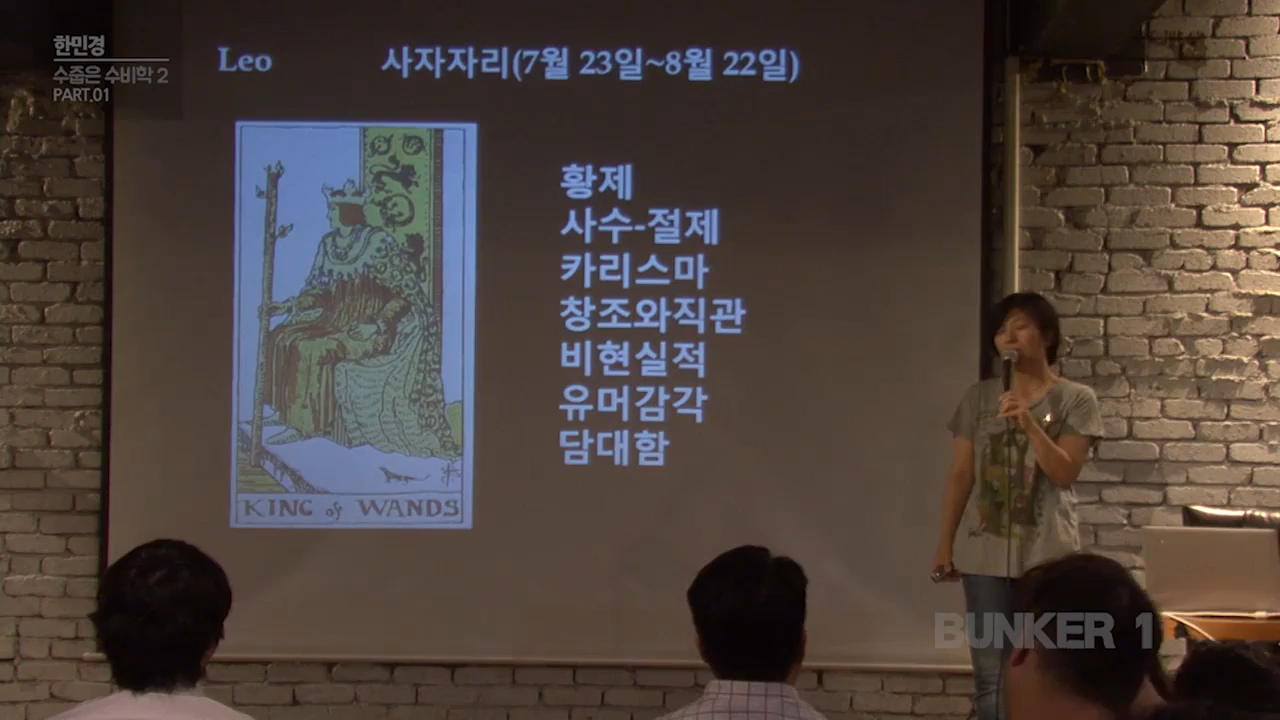 한민경
수줍은 수비학 2
PART.01
Leo 사자자리(7월 23일~8월 22일)
황제
사수-절제
카리스마
창조와직관
비현실적
유머감각
담대함
KING of WANDS
BUNKER 1